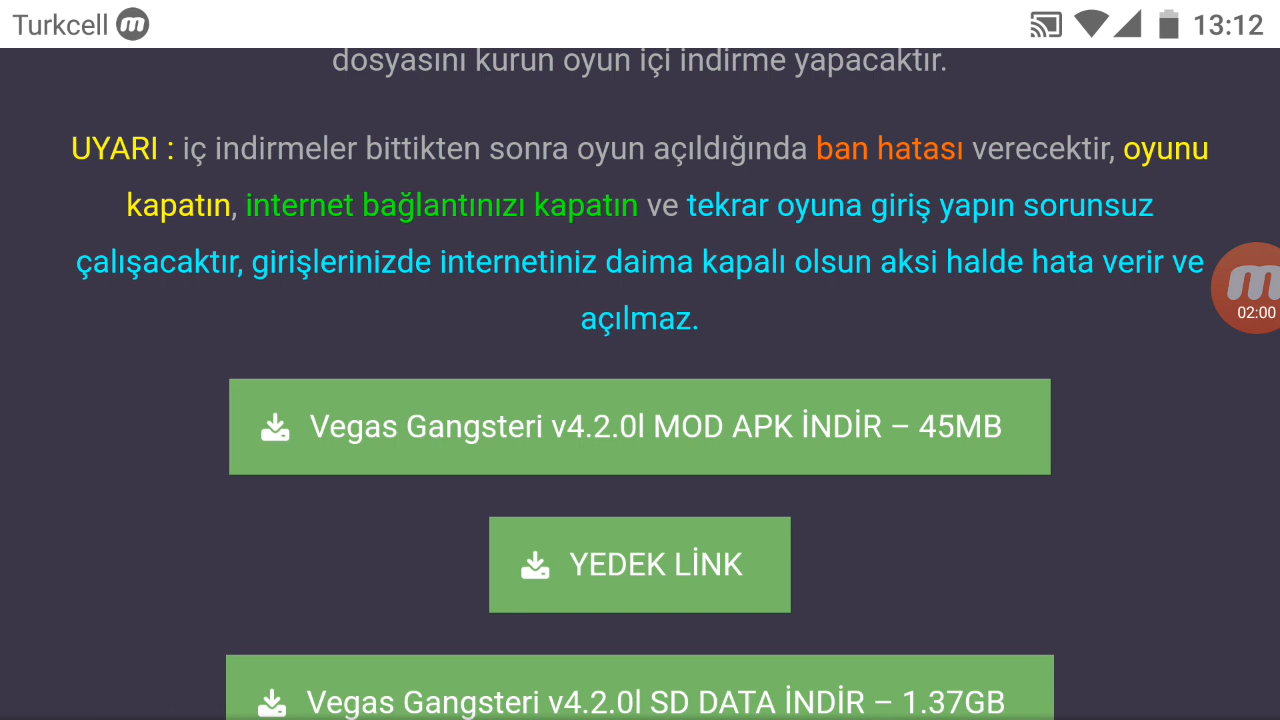 Turkcell m 13:12
dosyasını kurun oyun içi indirme yapacaktır.
UYARI : iç indirmeler bittikten sonra oyun açıldığında ban hatası verecektir, oyunu
kapatın, internet bağlantınızı kapatın ve tekrar oyuna giriş yapın sorunsuz
çalışacaktır, girişlerinizde internetiniz daima kapalı olsun aksi halde hata verir ve
açılmaz.
m
02:00
Vegas Gangsteri v4.2.0l MOD APK İNDİR – 45MB
YEDEK LİNK
Vegas Gangsteri v4.2.0l SD DATA İNDİR – 1.37GB